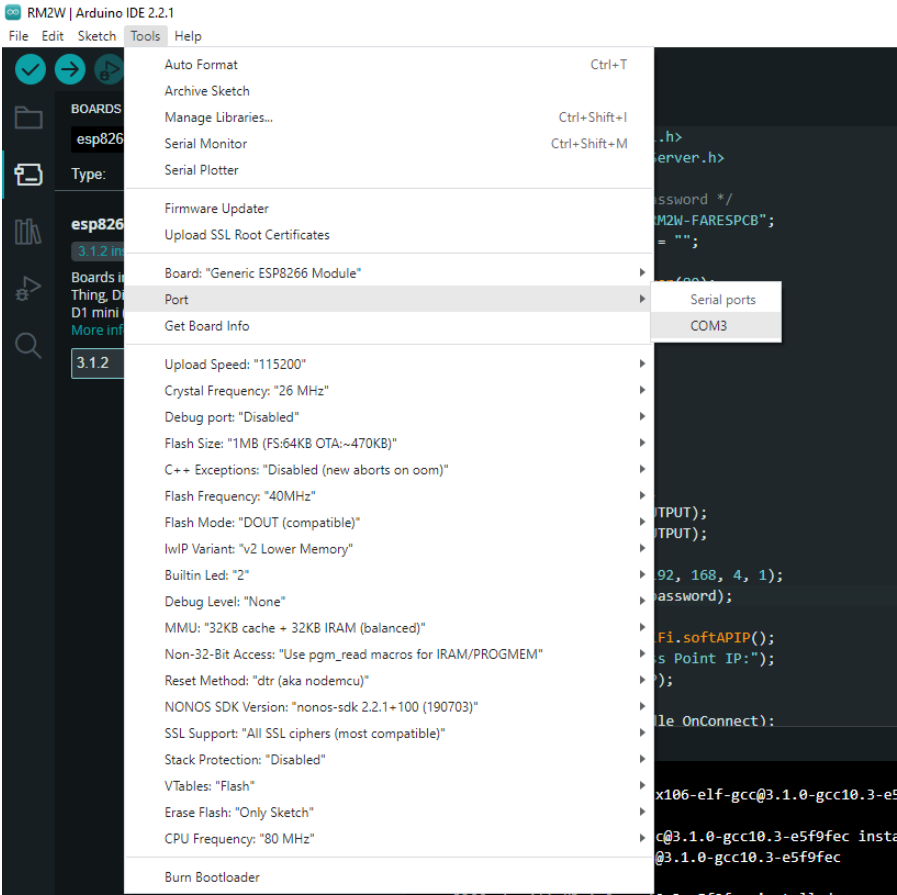 RM2W | Arduino IDE 2.2.1
File Edit Sketch Tools Help
BOARDS
esp826
Type:
esp826
3.1.2 in
Boards in
Thing, Di
D1 mini
More inf
3.1.2
Auto Format Ctrl+T
Archive Sketch
Manage Libraries... Ctrl+Shift+I
Serial Monitor Ctrl+Shift+M
Serial Plotter
Firmware Updater
Upload SSL Root Certificates
Board: "Generic ESP8266 Module"
Port
Get Board Info
Upload Speed: "115200"
Crystal Frequency: "26 MHz"
Debug port: "Disabled"
Flash Size: "1MB (FS:64KB OTA:~470KB)"
C++ Exceptions: "Disabled (new aborts on oom)"
Flash Frequency: "40MHz"
Flash Mode: "DOUT (compatible)"
lwIP Variant: "v2 Lower Memory"
Builtin Led: "2"
Debug Level: "None"
MMU: "32KB cache + 32KB IRAM (balanced)"
Non-32-Bit Access: "Use pgm_read macros for IRAM/PROGMEM"
Reset Method: "dtr (aka nodemcu)"
NONOS SDK Version: "nonos-sdk 2.2.1+100 (190703)"
SSL Support: "All SSL ciphers (most compatible)"
Stack Protection: "Disabled"
VTables: "Flash"
Erase Flash: "Only Sketch"
CPU Frequency: "80 MHz"
Burn Bootloader
Serial ports
COM3
.h>
Server.h>
assword */
RM2W-FARESPCB";
= "";
UTPUT);
UTPUT);
92, 168, 4, 1);
password);
Fi.softAPIP();
s Point IP:");
P);
dle OnConnect);
x106-elf-gcc@3.1.0-gcc10.3-e5
c@3.1.0-gcc10.3-e5f9fec insta
@3.1.0-gcc10.3-e5f9fec